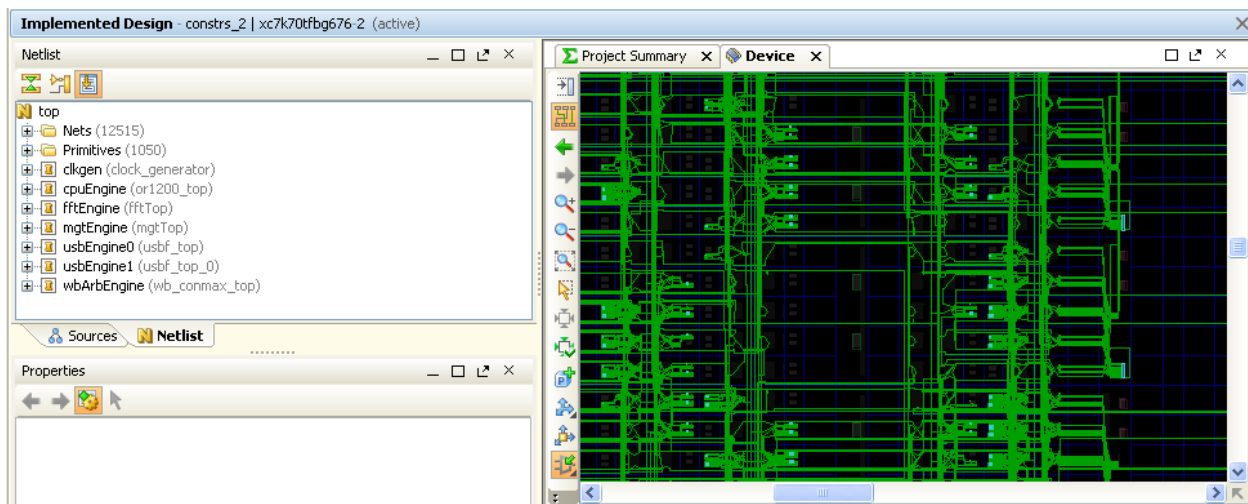 Implemented Design - constrs_2 | xc7k70tfbg676-2 (active)
Netlist
top
Nets (12515)
Primitives (1050)
clkgen (clock_generator)
cpuEngine (or1200_top)
fftEngine (fftTop)
mgtEngine (mgtTop)
usbEngine0 (usbf_top)
usbEngine1 (usbf_top_0)
wbArbEngine (wb_conmax_top)
Sources Netlist
Properties
Project Summary Device